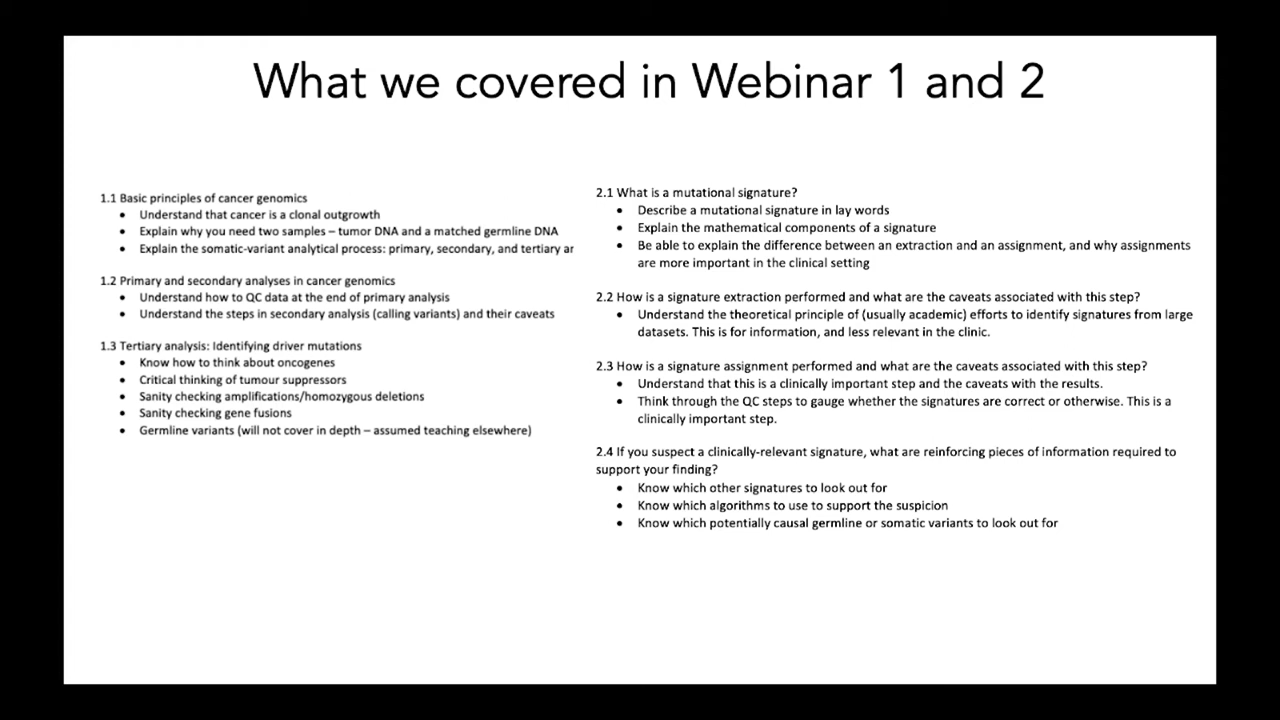 What we covered in Webinar 1 and 2
1.1 Basic principles of cancer genomics
• Understand that cancer is a clonal outgrowth
• Explain why you need two samples – tumor DNA and a matched germline DNA
• Explain the somatic-variant analytical process: primary, secondary, and tertiary ar
1.2 Primary and secondary analyses in cancer genomics
• Understand how to QC data at the end of primary analysis
• Understand the steps in secondary analysis (calling variants) and their caveats
1.3 Tertiary analysis: Identifying driver mutations
• Know how to think about oncogenes
• Critical thinking of tumour suppressors
• Sanity checking amplifications/homozygous deletions
• Sanity checking gene fusions
• Germline variants (will not cover in depth – assumed teaching elsewhere)
2.1 What is a mutational signature?
• Describe a mutational signature in lay words
• Explain the mathematical components of a signature
• Be able to explain the difference between an extraction and an assignment, and why assignments
are more important in the clinical setting
2.2 How is a signature extraction performed and what are the caveats associated with this step?
• Understand the theoretical principle of (usually academic) efforts to identify signatures from large
datasets. This is for information, and less relevant in the clinic.
2.3 How is a signature assignment performed and what are the caveats associated with this step?
• Understand that this is a clinically important step and the caveats with the results.
• Think through the QC steps to gauge whether the signatures are correct or otherwise. This is a
clinically important step.
2.4 If you suspect a clinically-relevant signature, what are reinforcing pieces of information required to
support your finding?
• Know which other signatures to look out for
• Know which algorithms to use to support the suspicion
• Know which potentially causal germline or somatic variants to look out for